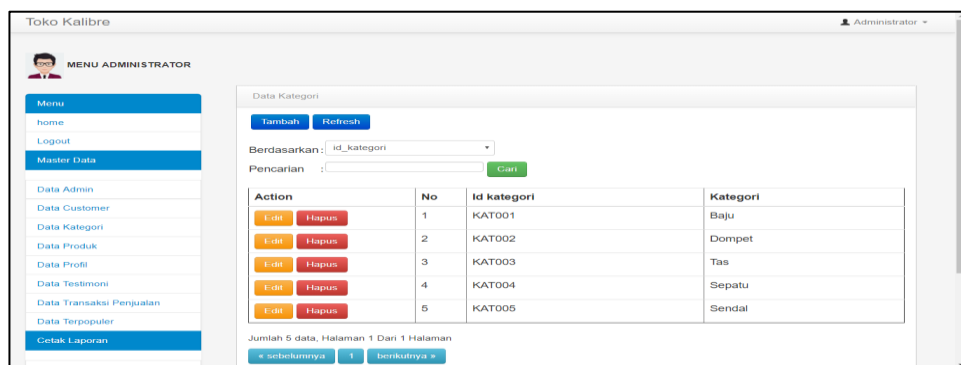 Toko Kalibre
Administrator
MENU ADMINISTRATOR
Menu
home
Logout
Master Data
Data Admin
Data Customer
Data Kategori
Data Produk
Data Profil
Data Testimoni
Data Transaksi Penjualan
Data Terpopuler
Cetak Laporan
Data Kategori
Tambah Refresh
Berdasarkan : id_kategori
Pencarian : Cari
Action No Id kategori Kategori
Edit Hapus 1 KAT001 Baju
Edit Hapus 2 KAT002 Dompet
Edit Hapus 3 KAT003 Tas
Edit Hapus 4 KAT004 Sepatu
Edit Hapus 5 KAT005 Sendal
Jumlah 5 data, Halaman 1 Dari 1 Halaman
« sebelumnya 1 berikutnya »